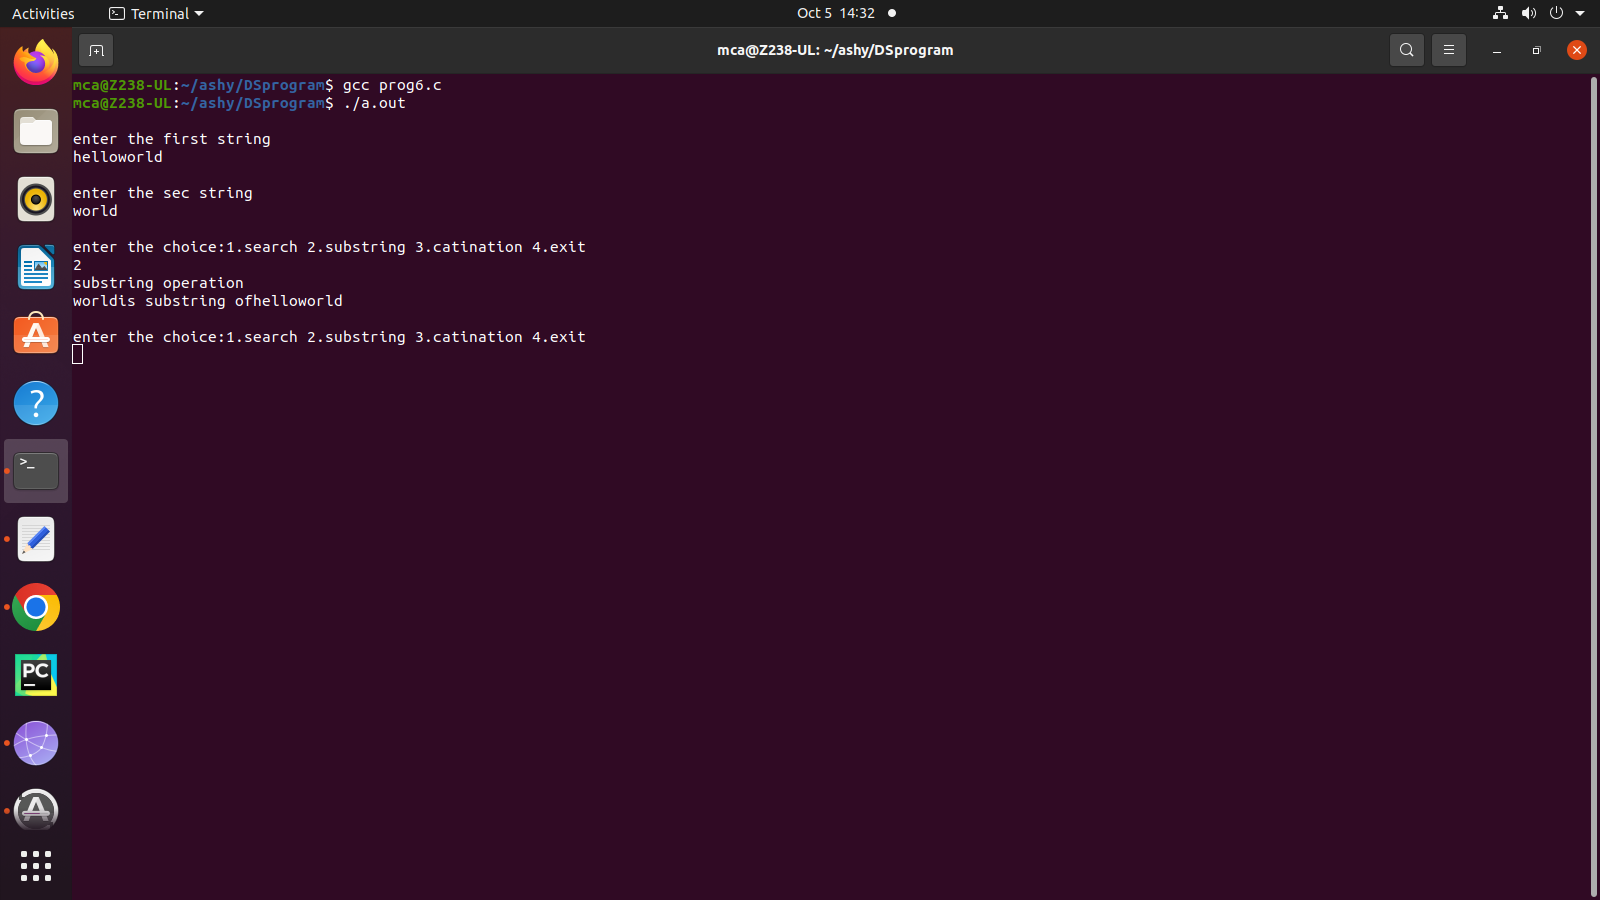 Activities
Terminal
Oct 5 14:32
mca@Z238-UL: ~/ashy/DSprogram
mca@Z238-UL:~/ashy/DSprogram$ gcc prog6.c
mca@Z238-UL:~/ashy/DSprogram$ ./a.out
enter the first string
helloworld
enter the sec string
world
enter the choice:1.search 2.substring 3.catination 4.exit
2
substring operation
worldis substring ofhelloworld
enter the choice:1.search 2.substring 3.catination 4.exit
>_
PC